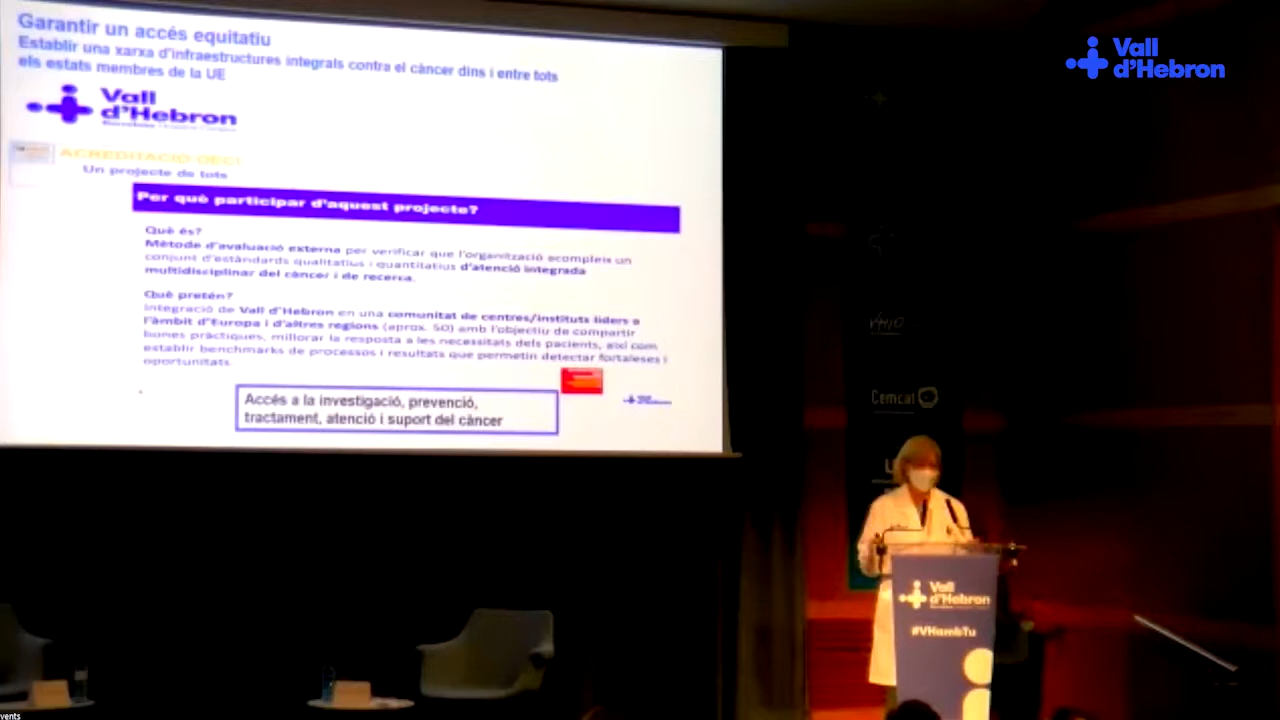 Garantir un accés equitatiu
Establir una xarxa d'infraestructures integrals contra el càncer dins i entre tots
els estats membres de la UE
Vall
d'Hebron
ACREDITACIÓ OECI
Un projecte de tots
Per què participar d'aquest projecte?
Què és?
Mètode d'avaluació externa per verificar que l'organització acompleix un
conjunt d'estàndards qualitatius i quantitatius d'atenció integrada
multidisciplinar del càncer i de recerca.
Què pretén?
Integració de Vall d'Hebron en una comunitat de centres/instituts líders a
l'àmbit d'Europa i d'altres regions (aprox. 50) amb l'objectiu de compartir
bones pràctiques, millorar la resposta a les necessitats dels pacients, així com
establir benchmarks de processos i resultats que permetin detectar fortaleses i
oportunitats
Accés a la investigació, prevenció,
tractament, atenció i suport del càncer
Vall
d'Hebron
VHIO
Cemcat
Vall
d'Hebron
#VHambTu
vents